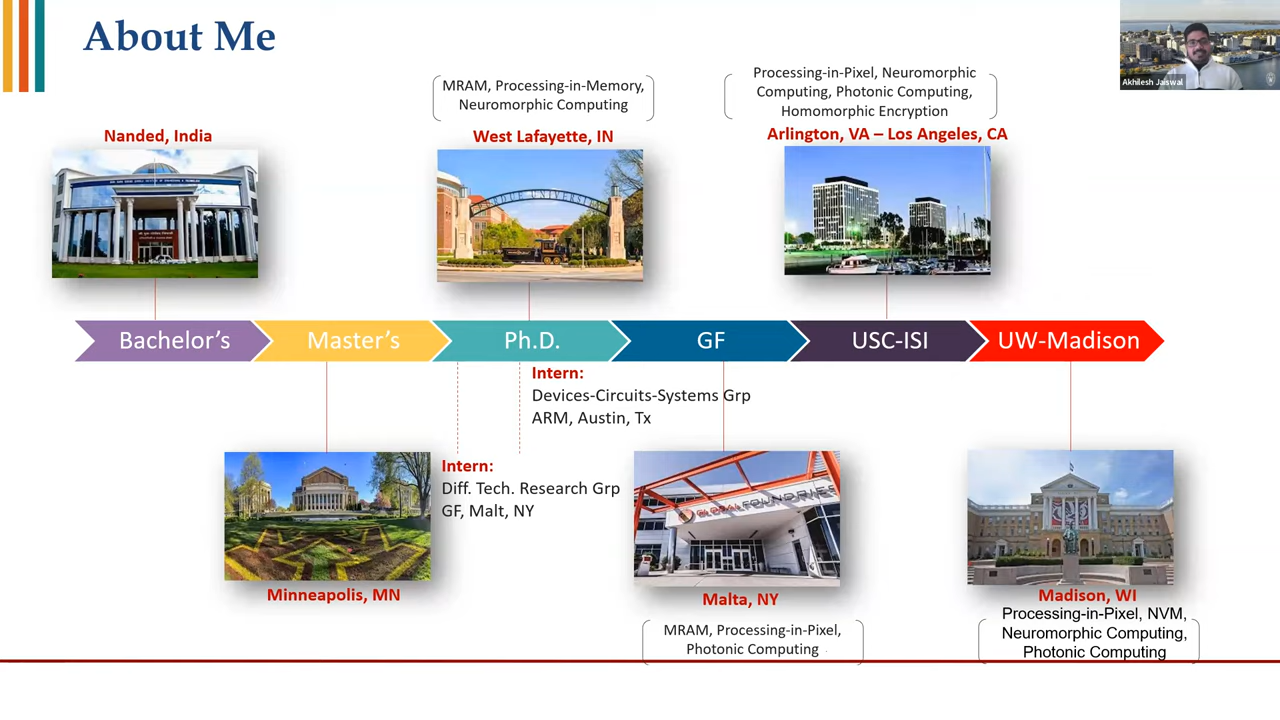 About Me
Akhilesh Jaiswal
MRAM, Processing-in-Memory,
Neuromorphic Computing
Processing-in-Pixel, Neuromorphic
Computing, Photonic Computing,
Homomorphic Encryption
Nanded, India
West Lafayette, IN
Arlington, VA – Los Angeles, CA
PURDUE UNIVERSITY
Bachelor's
Master's
Ph.D.
GF
USC-ISI
UW-Madison
Intern:
Devices-Circuits-Systems Grp
ARM, Austin, Tx
Intern:
Diff. Tech. Research Grp
GF, Malt, NY
GLOBALFOUNDRIES
Minneapolis, MN
Malta, NY
MRAM, Processing-in-Pixel,
Photonic Computing
Madison, WI
Processing-in-Pixel, NVM,
Neuromorphic Computing,
Photonic Computing